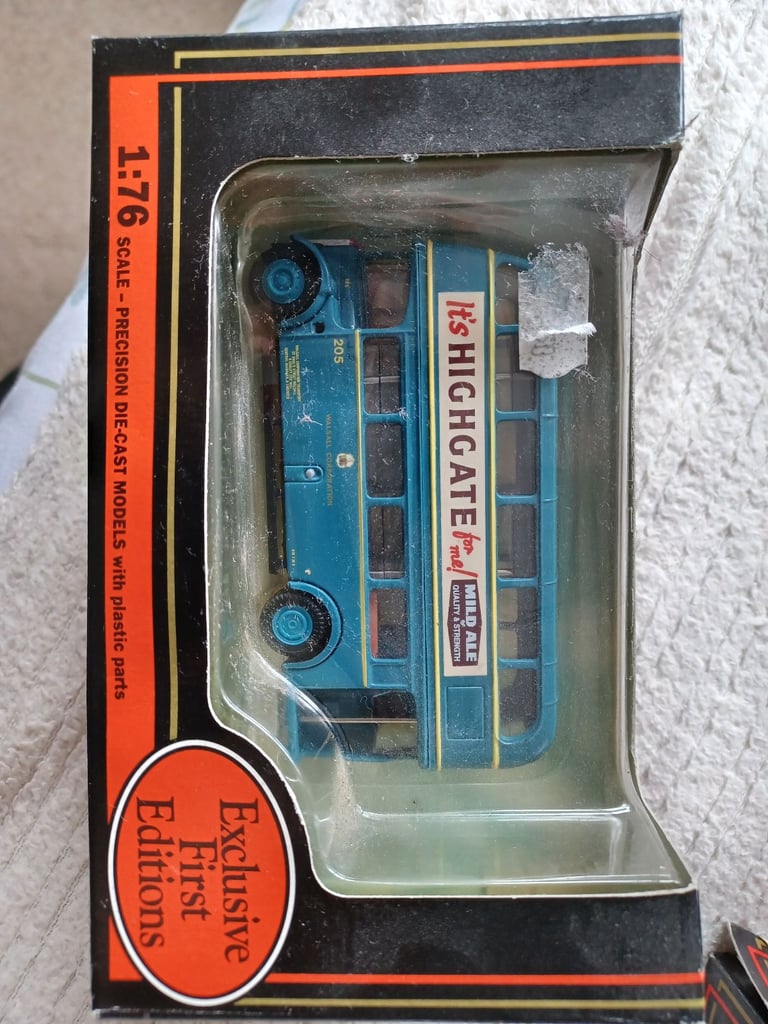 1:76 SCALE – PRECISION DIE-CAST MODELS with plastic parts
Exclusive
First
Editions
It's HIGHGATE for me!
MILD ALE
QUALITY & STRENGTH
205
WALSALL CORPORATION